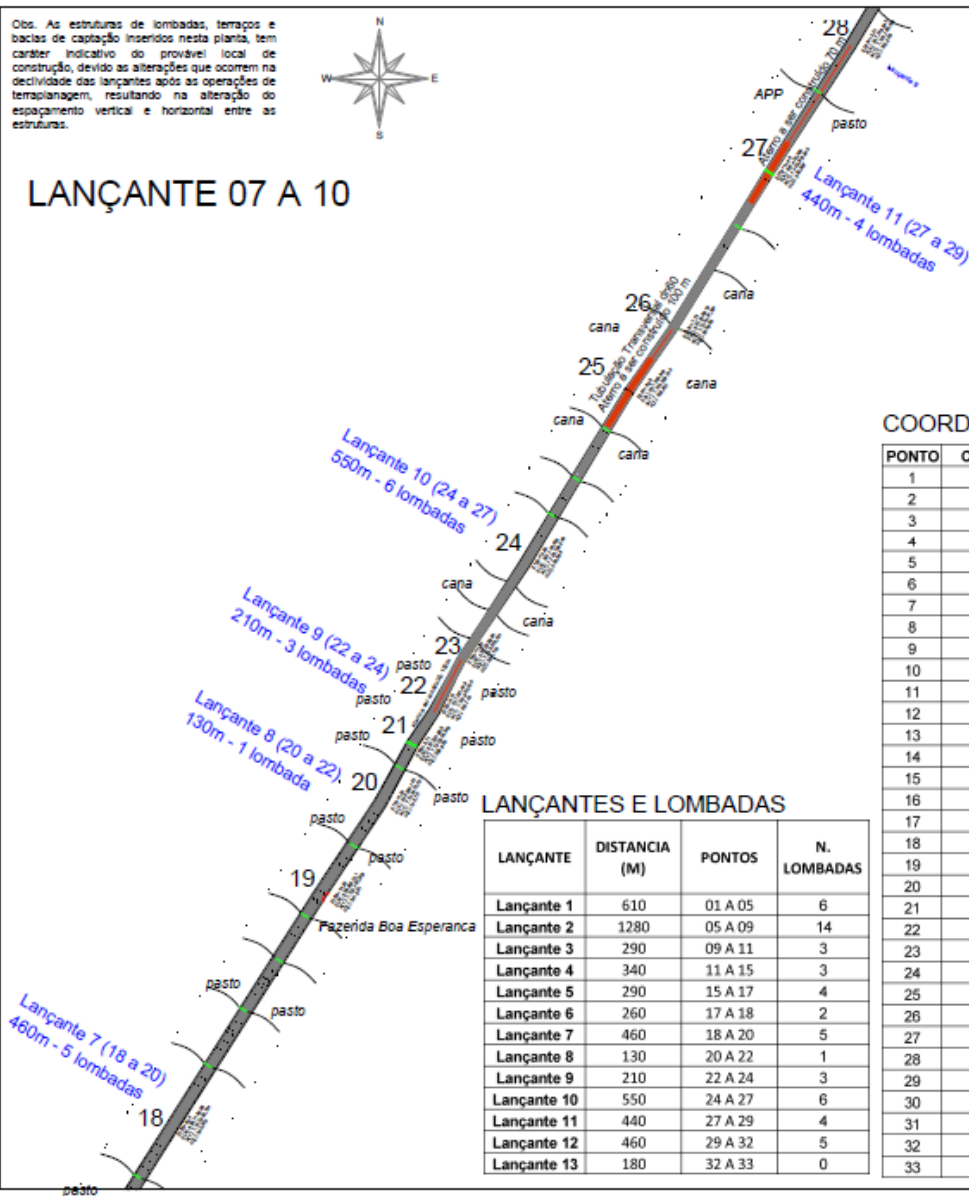 Obs. As estruturas de lombadas, terraços e
bacias de captação inseridos nesta planta, tem
caráter indicativo do provável local de
construção, devido as alterações que ocorrem na
declividade das lançantes após as operações de
terraplanagem, resultando na alteração do
espaçamento vertical e horizontal entre as
estruturas.
N
W E
S
LANÇANTE 07 A 10
28
Aterro a ser construído 70 m
APP
pasto
27
Lançante 11 (27 a 29)
440m - 4 lombadas
cana
26
cana
Tubulação Transversal dn60
Aterro a ser construído 100 m
25
cana
cana
cana
Lançante 10 (24 a 27)
550m - 6 lombadas
24
cana
cana
Lançante 9 (22 a 24)
210m - 3 lombadas
23
pasto
22
pasto
pasto
Lançante 8 (20 a 22)
130m - 1 lombada
21
pasto
pasto
20
pasto
pasto
pasto
19
Fazenda Boa Esperanca
pasto
pasto
Lançante 7 (18 a 20)
460m - 5 lombadas
18
pasto
LANÇANTES E LOMBADAS
LANÇANTE DISTANCIA (M) PONTOS N. LOMBADAS
Lançante 1 610 01 A 05 6
Lançante 2 1280 05 A 09 14
Lançante 3 290 09 A 11 3
Lançante 4 340 11 A 15 3
Lançante 5 290 15 A 17 4
Lançante 6 260 17 A 18 2
Lançante 7 460 18 A 20 5
Lançante 8 130 20 A 22 1
Lançante 9 210 22 A 24 3
Lançante 10 550 24 A 27 6
Lançante 11 440 27 A 29 4
Lançante 12 460 29 A 32 5
Lançante 13 180 32 A 33 0
COORD
PONTO C
1
2
3
4
5
6
7
8
9
10
11
12
13
14
15
16
17
18
19
20
21
22
23
24
25
26
27
28
29
30
31
32
33